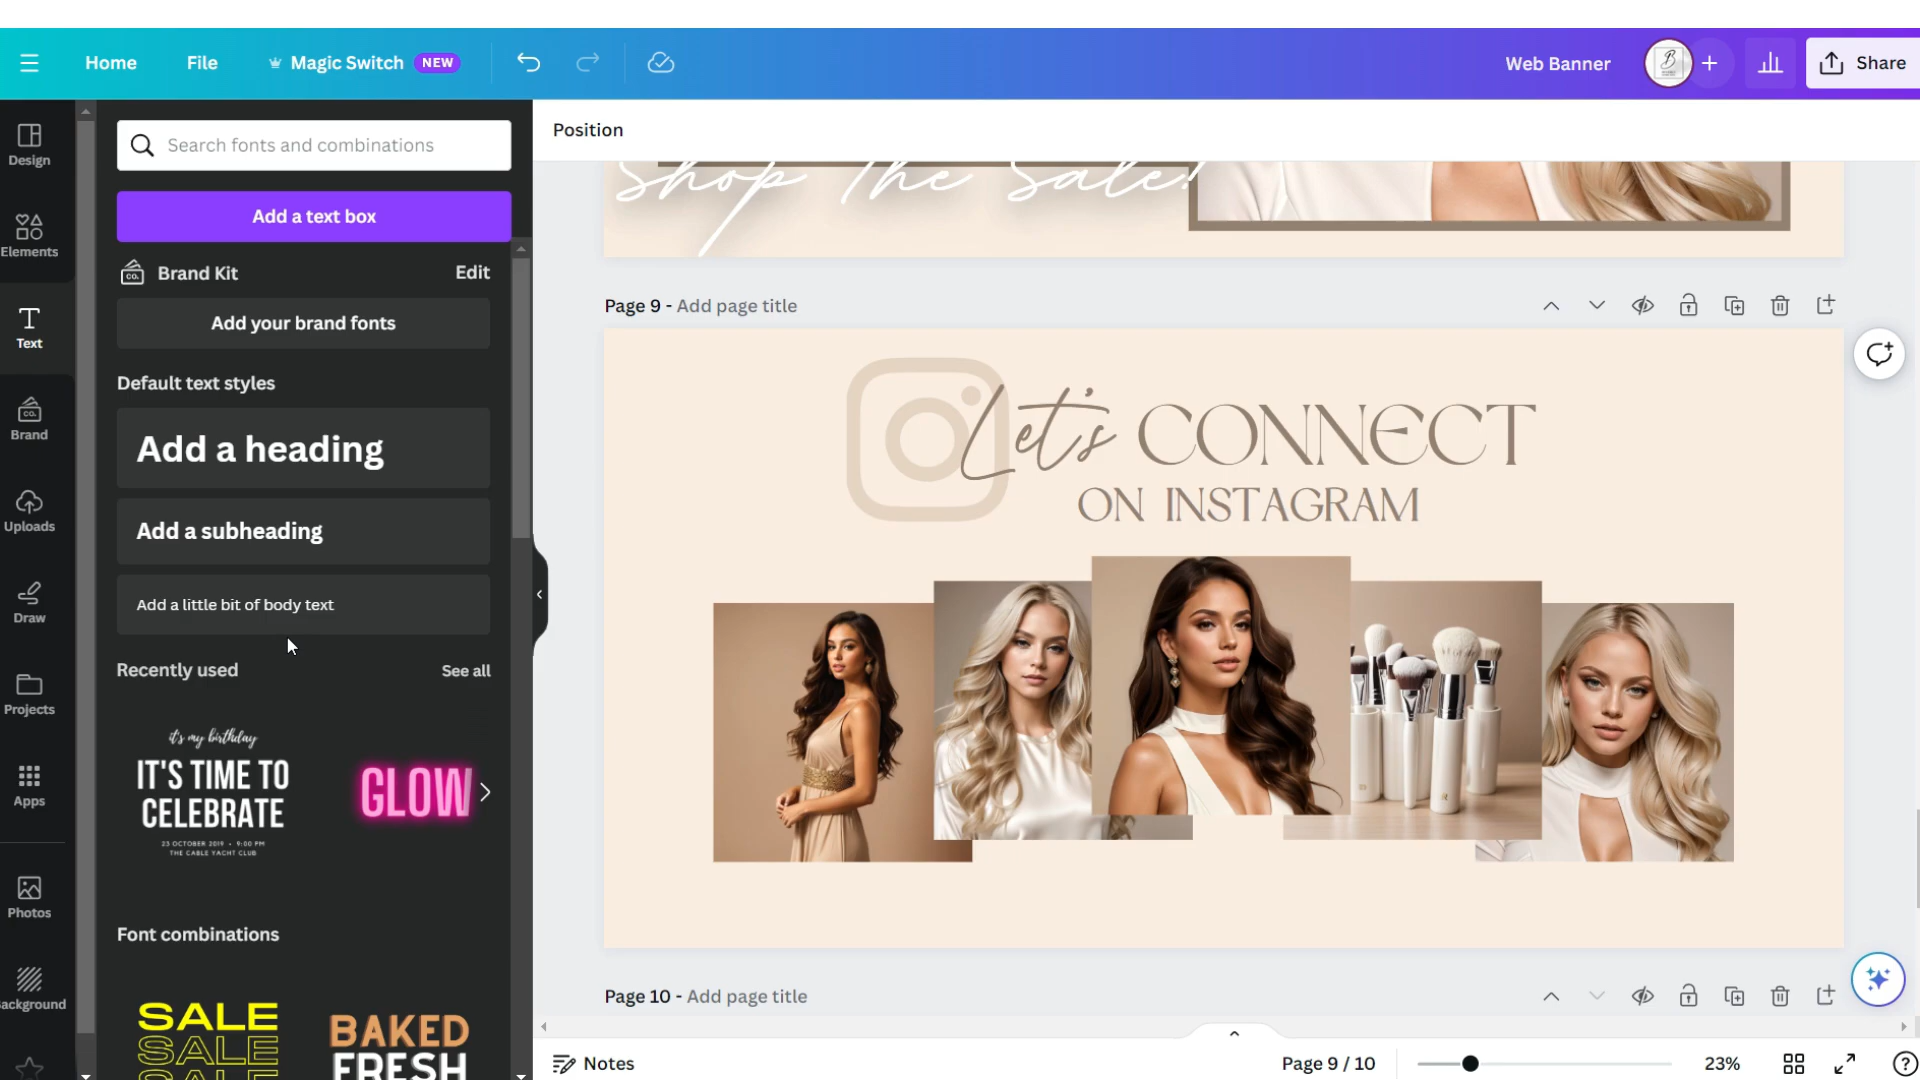 Home File Magic Switch NEW Web Banner Share
Design
Elements
Text
Brand
Uploads
Draw
Projects
Apps
Photos
ackground
Search fonts and combinations
Add a text box
CO. Brand Kit Edit
Add your brand fonts
Default text styles
Add a heading
Add a subheading
Add a little bit of body text
Recently used See all
it's my birthday
IT'S TIME TO
CELEBRATE
23 OCTOBER 2019 • 9:00 PM
THE CABLE YACHT CLUB
GLOW
Font combinations
SALE
SALE
SALE
BAKED
FRESH
Position
Shop The Sale!
Page 9 - Add page title
Let's CONNECT
ON INSTAGRAM
Page 10 - Add page title
Notes Page 9 / 10 23%